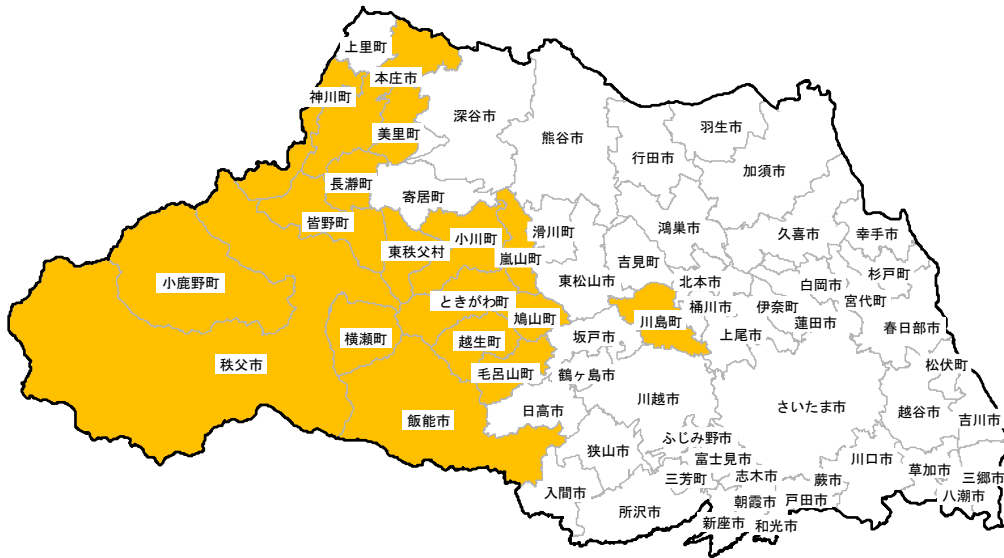 上里町
本庄市
神川町
深谷市
美里町
熊谷市
羽生市
行田市
加須市
長瀞町
寄居町
皆野町
滑川町
鴻巣市
久喜市
幸手市
東秩父村
小川町
嵐山町
吉見町
小鹿野町
東松山市
北本市
白岡市
杉戸町
ときがわ町
桶川市
伊奈町
宮代町
鳩山町
川島町
蓮田市
横瀬町
越生町
坂戸市
上尾市
春日部市
秩父市
毛呂山町
鶴ヶ島市
松伏町
飯能市
日高市
川越市
さいたま市
越谷市
吉川市
狭山市
ふじみ野市
富士見市
川口市
入間市
三芳町
志木市
蕨市
草加市
三郷市
所沢市
朝霞市
戸田市
八潮市
新座市
和光市